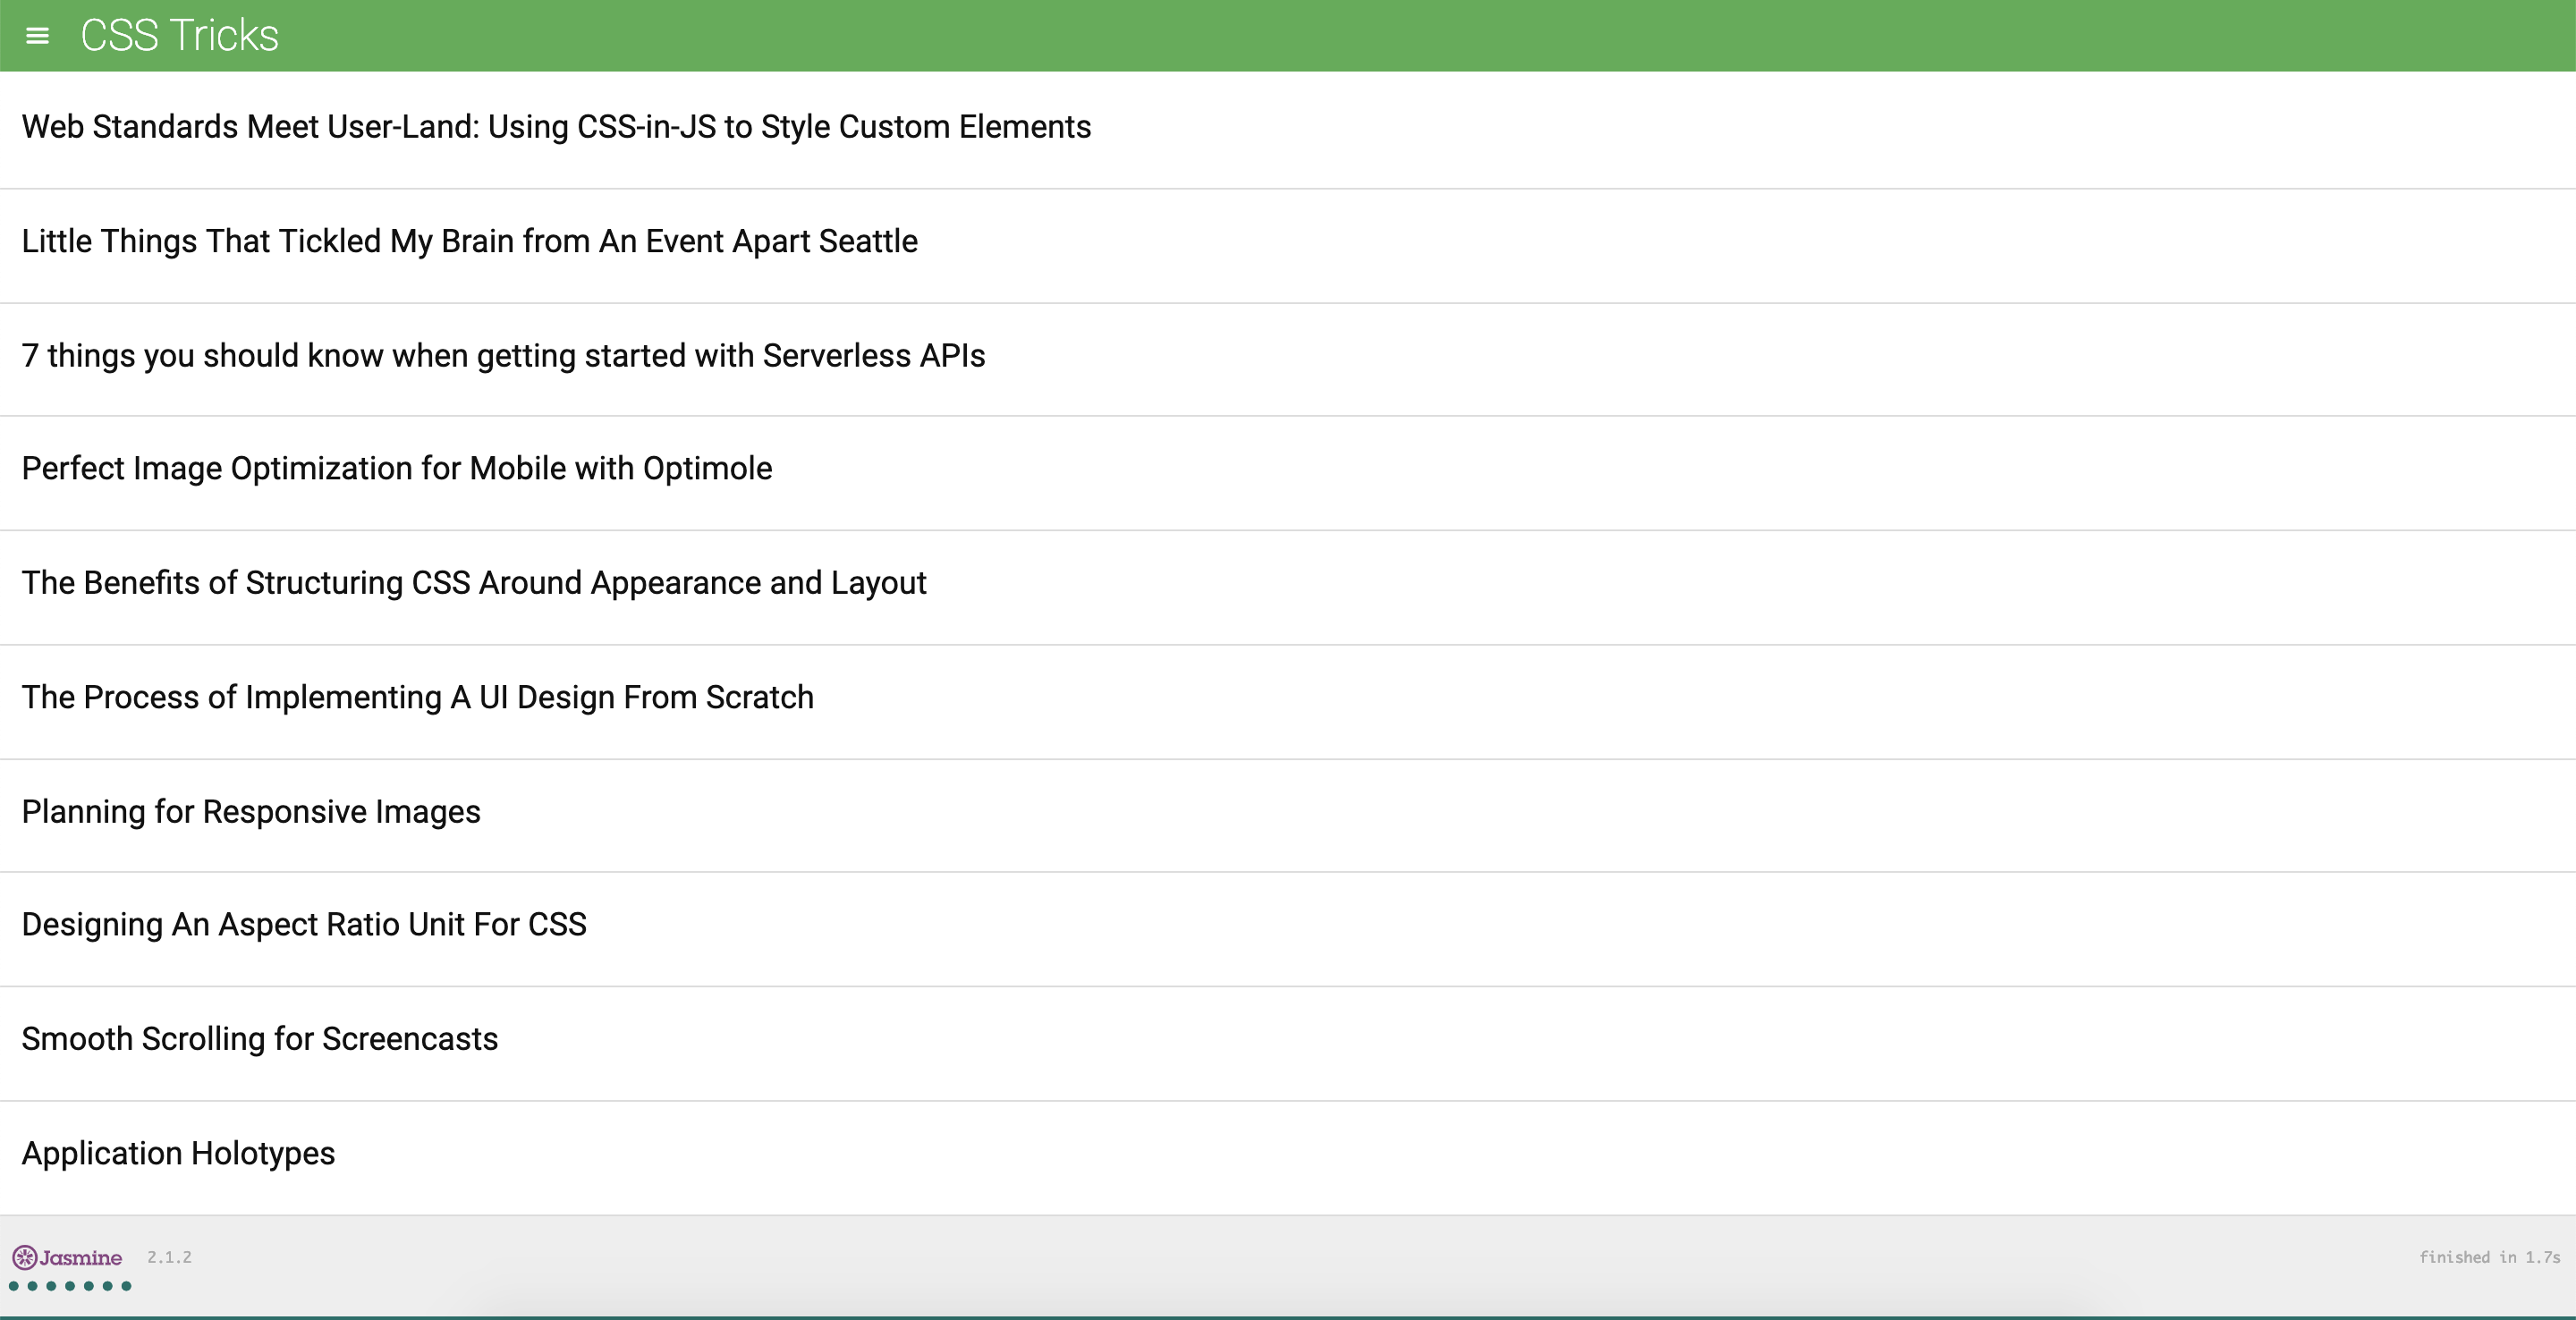 CSS Tricks
Web Standards Meet User-Land: Using CSS-in-JS to Style Custom Elements
Little Things That Tickled My Brain from An Event Apart Seattle
7 things you should know when getting started with Serverless APIs
Perfect Image Optimization for Mobile with Optimole
The Benefits of Structuring CSS Around Appearance and Layout
The Process of Implementing A UI Design From Scratch
Planning for Responsive Images
Designing An Aspect Ratio Unit For CSS
Smooth Scrolling for Screencasts
Application Holotypes
Jasmine 2.1.2 finished in 1.7s